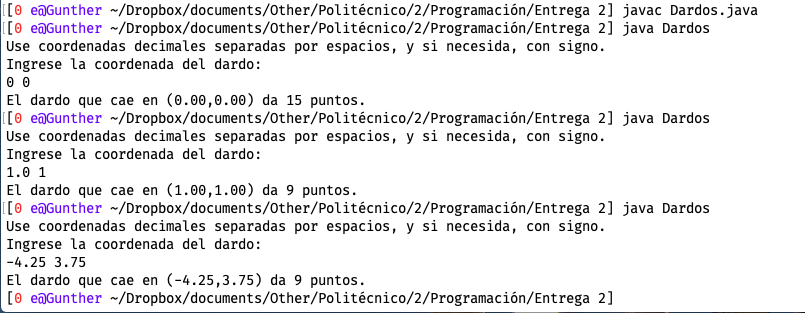 [[0 e@Gunther ~/Dropbox/documents/Other/Politécnico/2/Programación/Entrega 2] javac Dardos.java
[[0 e@Gunther ~/Dropbox/documents/Other/Politécnico/2/Programación/Entrega 2] java Dardos
Use coordenadas decimales separadas por espacios, y si necesida, con signo.
Ingrese la coordenada del dardo:
0 0
El dardo que cae en (0.00,0.00) da 15 puntos.
[[0 e@Gunther ~/Dropbox/documents/Other/Politécnico/2/Programación/Entrega 2] java Dardos
Use coordenadas decimales separadas por espacios, y si necesida, con signo.
Ingrese la coordenada del dardo:
1.0 1
El dardo que cae en (1.00,1.00) da 9 puntos.
[[0 e@Gunther ~/Dropbox/documents/Other/Politécnico/2/Programación/Entrega 2] java Dardos
Use coordenadas decimales separadas por espacios, y si necesida, con signo.
Ingrese la coordenada del dardo:
-4.25 3.75
El dardo que cae en (-4.25,3.75) da 9 puntos.
[0 e@Gunther ~/Dropbox/documents/Other/Politécnico/2/Programación/Entrega 2]